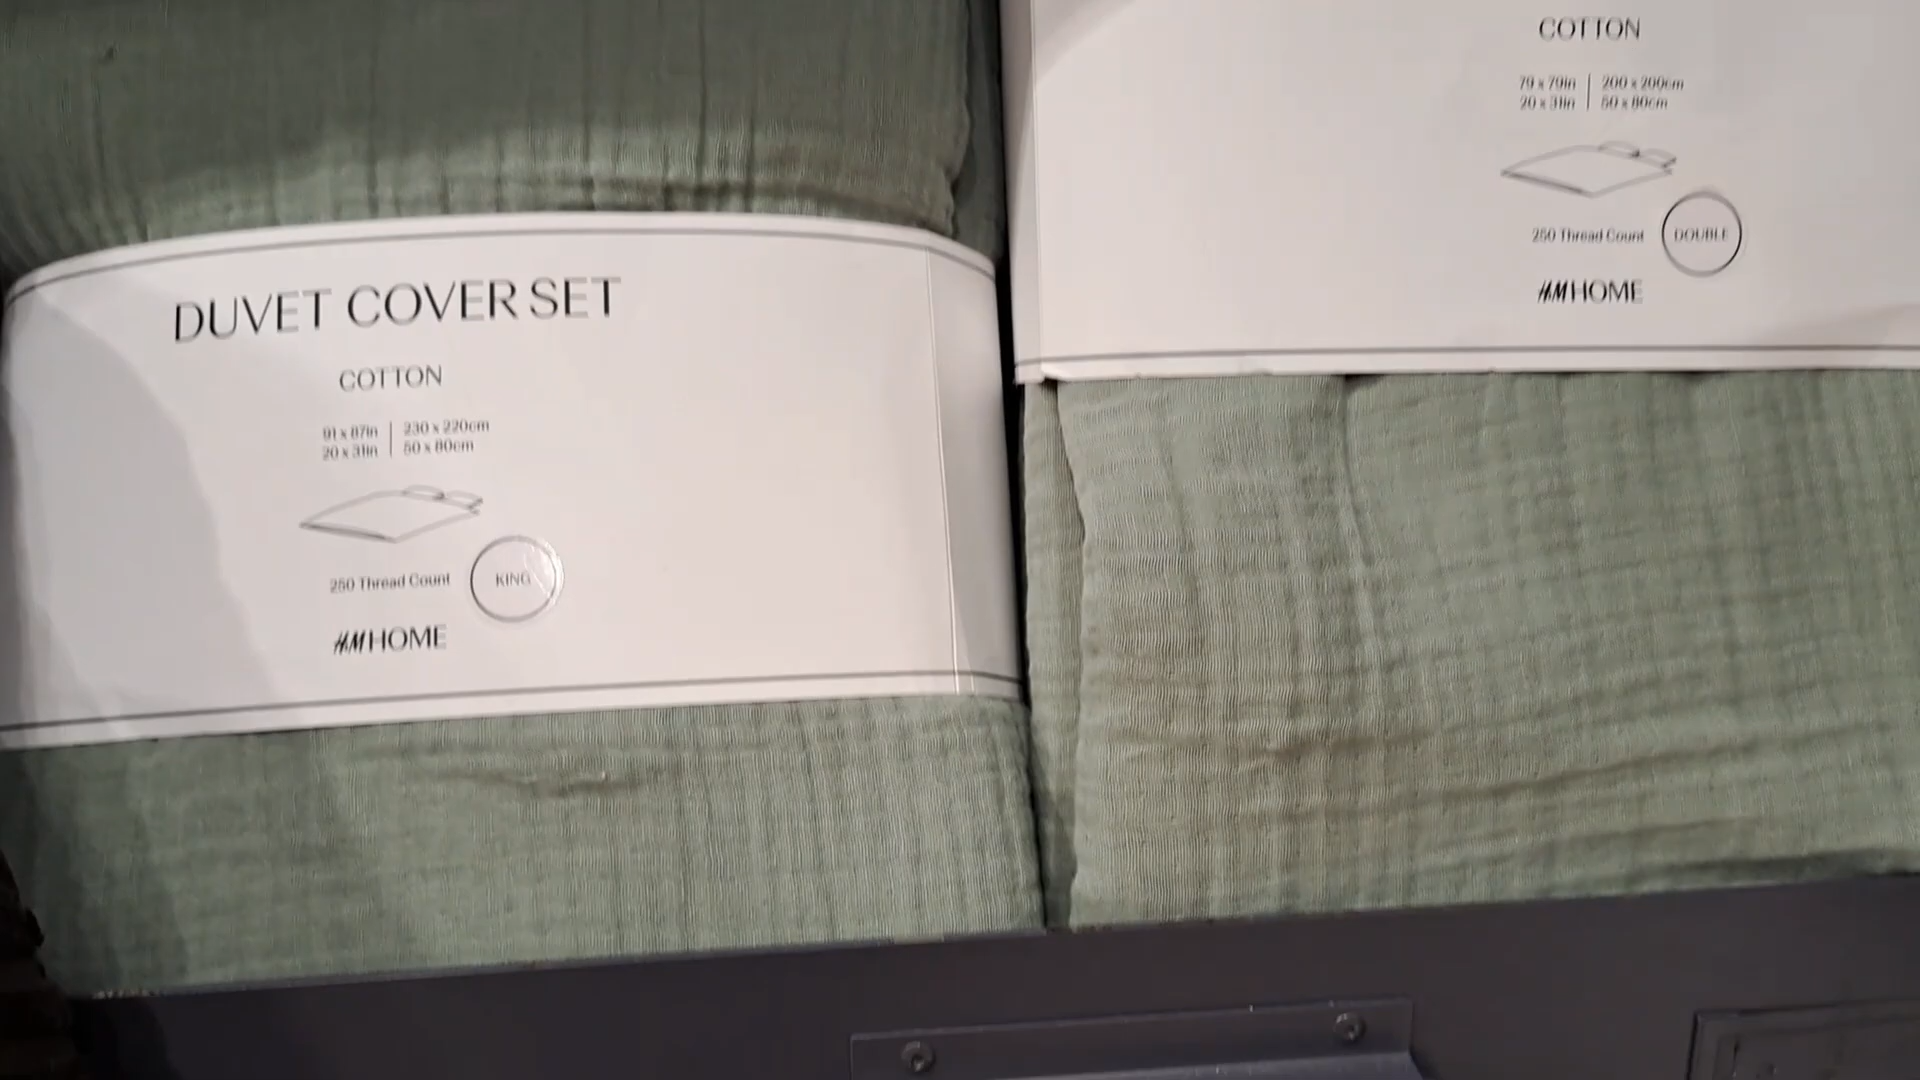 DUVET COVER SET
COTTON
91 x 87in | 230 x 220cm
20 x 31in | 50 x 80cm
250 Thread Count
KING
H&M HOME
COTTON
79 x 79in | 200 x 200cm
20 x 31in | 50 x 80cm
250 Thread Count
DOUBLE
H&M HOME